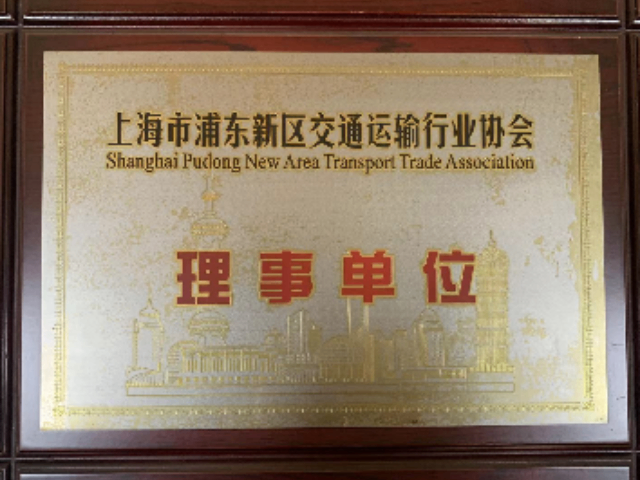 上海市浦东新区交通运输行业协会
Shanghai Pudong New Area Transport Trade Association
理事单位